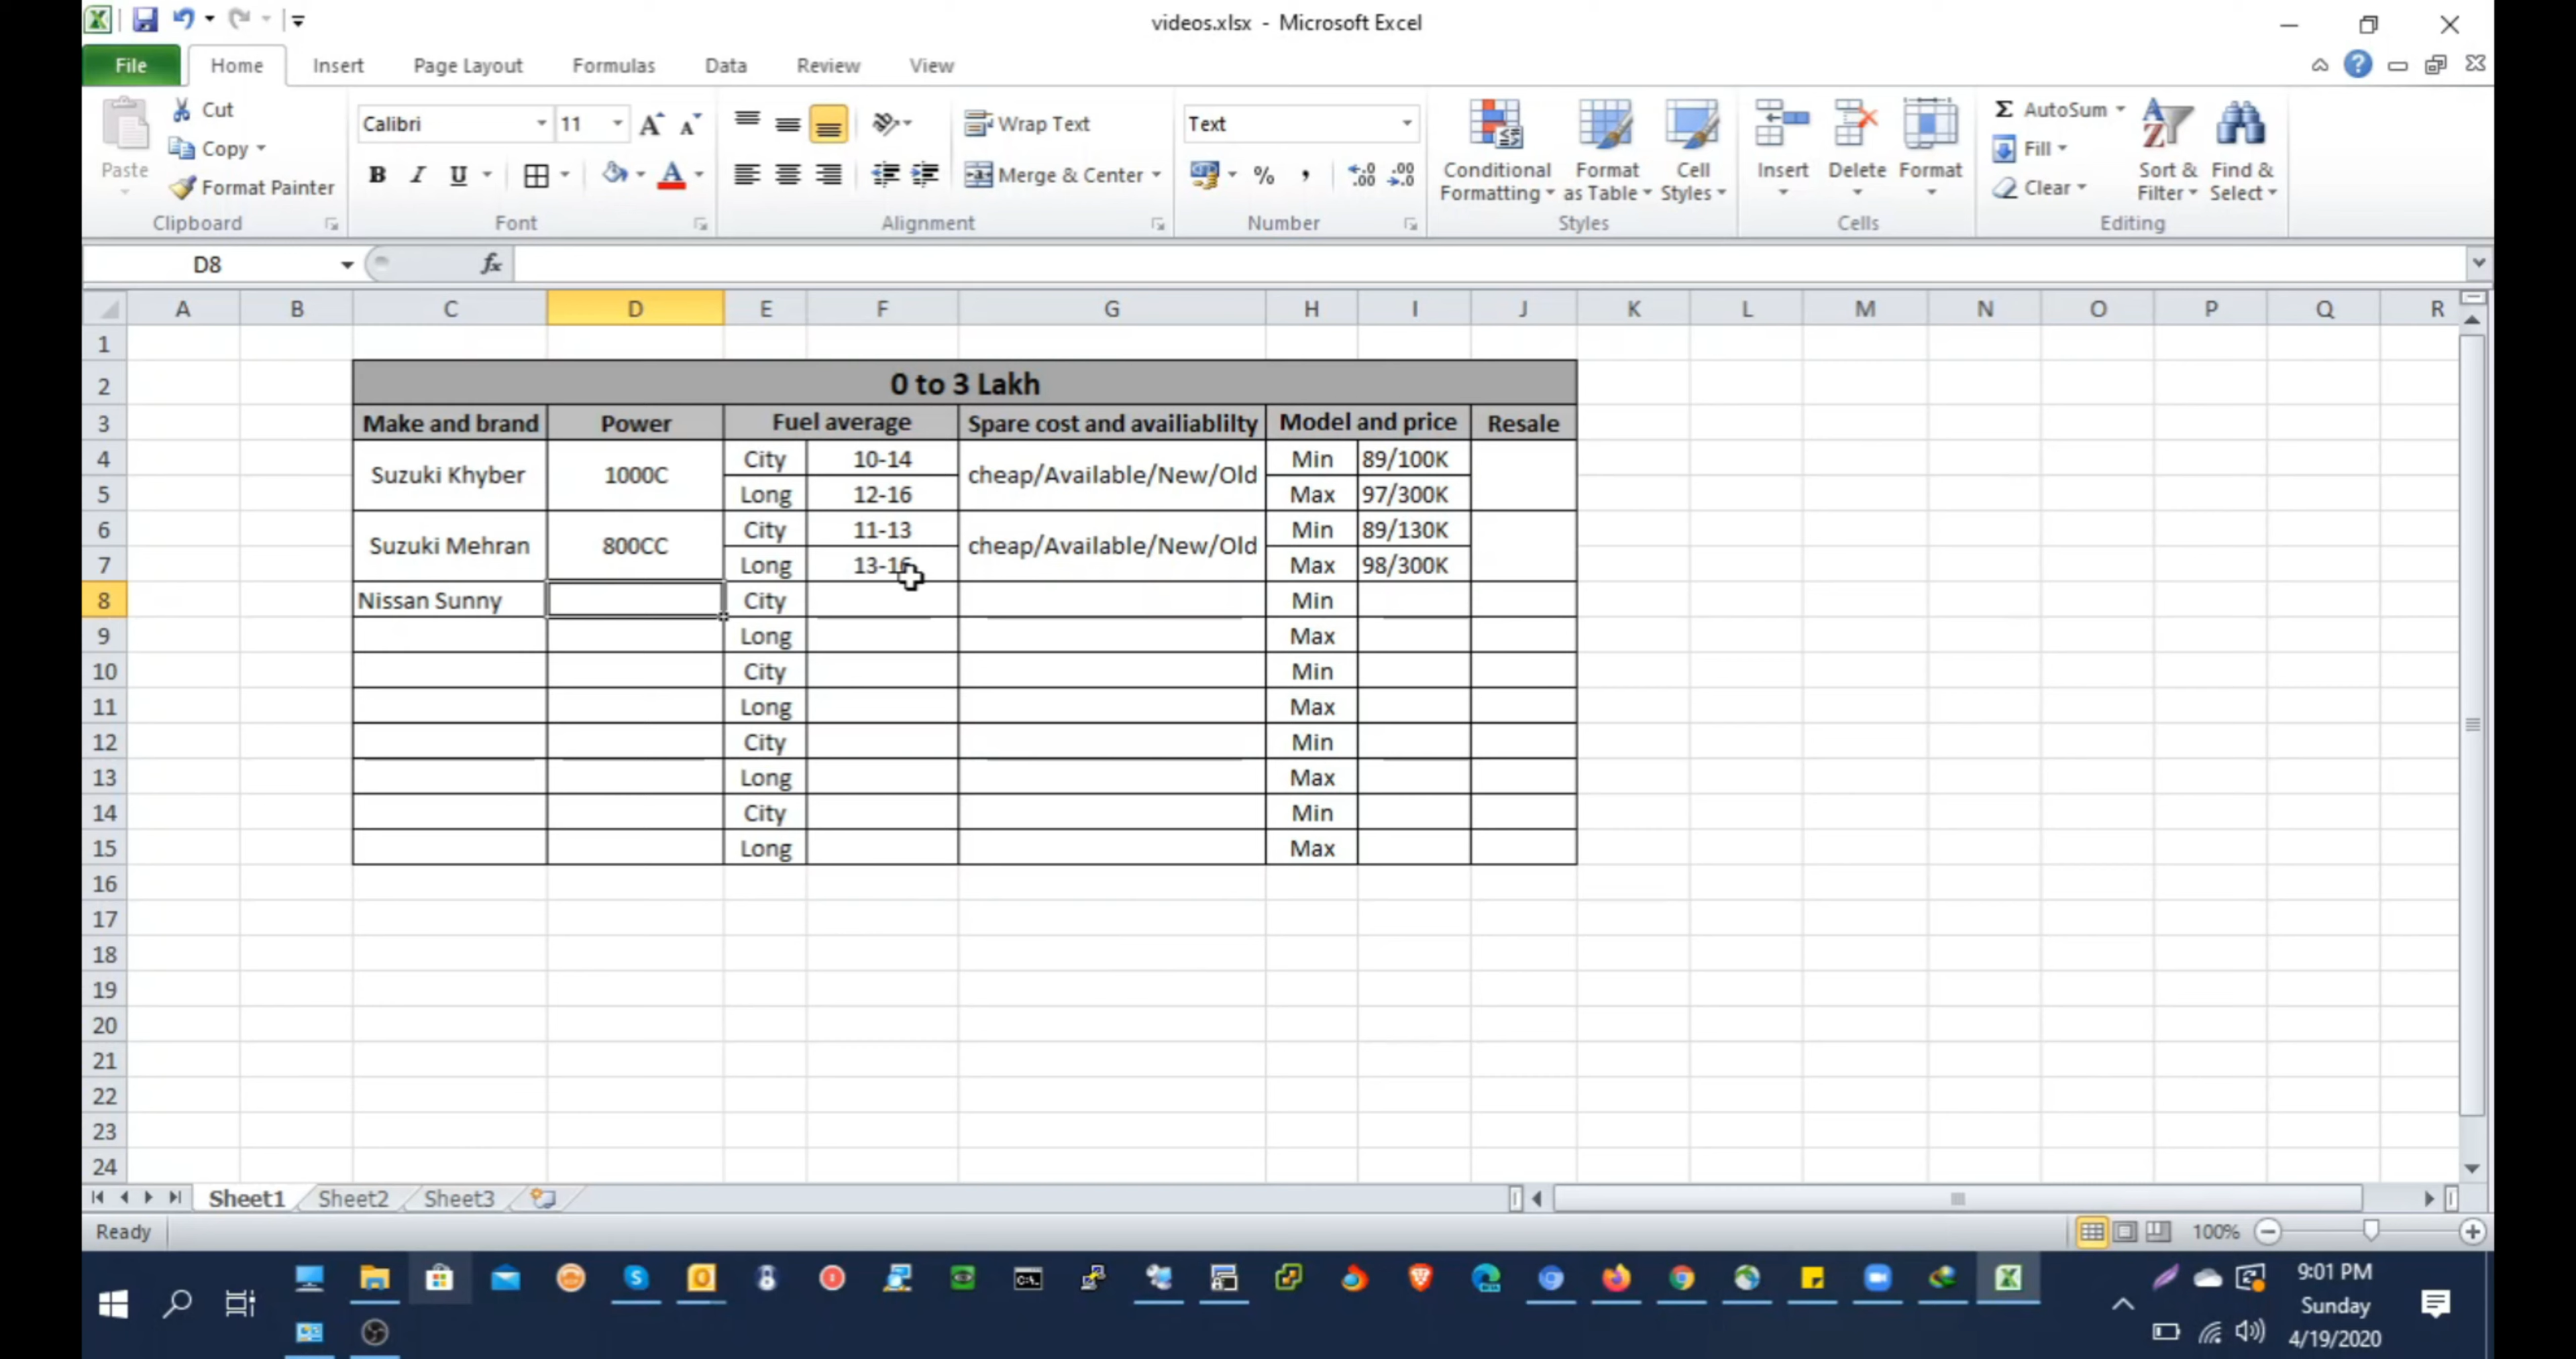 videos.xlsx - Microsoft Excel
File Home Insert Page Layout Formulas Data Review View
Cut
Copy
Paste
Format Painter
Clipboard
Calibri 11
B I U A
Font
Wrap Text
Merge & Center
Alignment
Text
% , .0 .00 .00 .0
Number
Conditional Formatting
Format as Table
Cell Styles
Styles
Insert Delete Format
Cells
Σ AutoSum
Fill
Clear
Sort & Filter
Find & Select
Editing
D8 fx
A B C D E F G H I J K L M N O P Q R
1
2 0 to 3 Lakh
3 Make and brand Power Fuel average Spare cost and availiablilty Model and price Resale
4 Suzuki Khyber 1000C City 10-14 cheap/Available/New/Old Min 89/100K
5 Long 12-16 Max 97/300K
6 Suzuki Mehran 800CC City 11-13 cheap/Available/New/Old Min 89/130K
7 Long 13-16 Max 98/300K
8 Nissan Sunny City Min
9 Long Max
10 City Min
11 Long Max
12 City Min
13 Long Max
14 City Min
15 Long Max
16
17
18
19
20
21
22
23
24
Sheet1 Sheet2 Sheet3
Ready 100%
9:01 PM
Sunday
4/19/2020